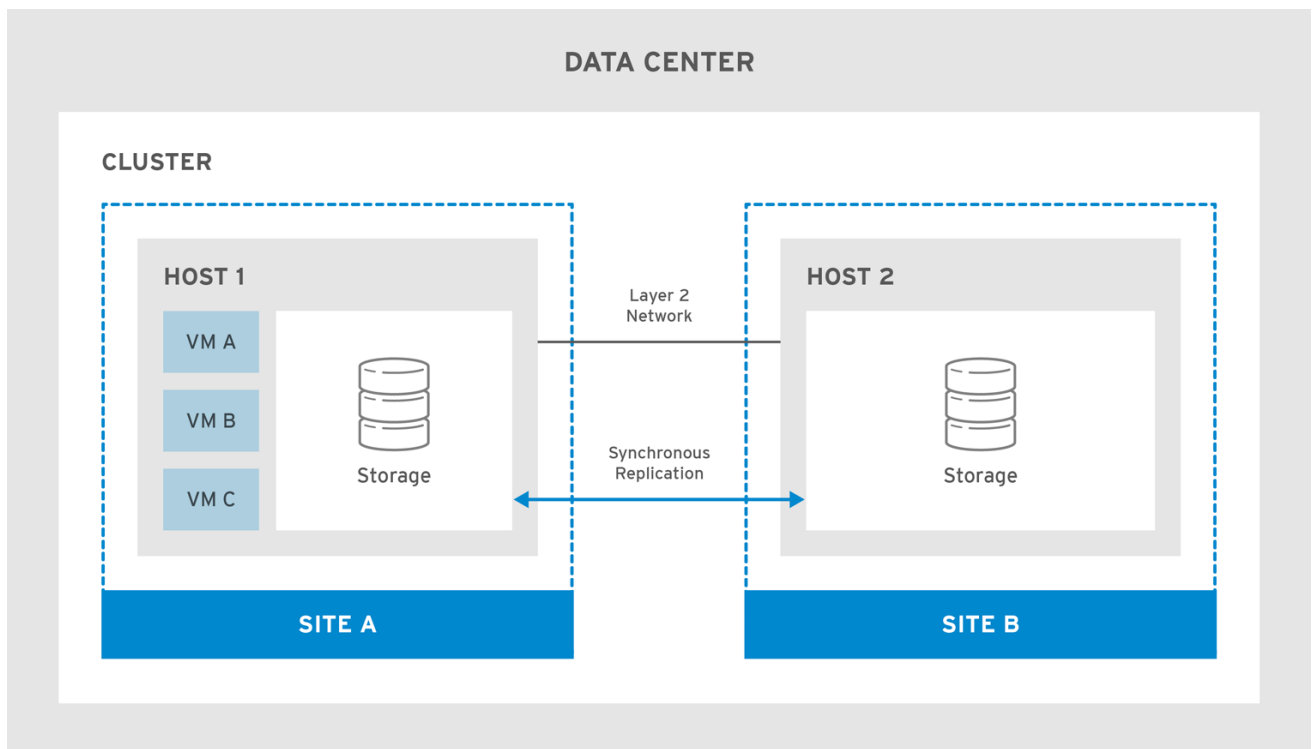 DATA CENTER
CLUSTER
HOST 1
VM A
VM B
VM C
Storage
Layer 2
Network
Synchronous
Replication
HOST 2
Storage
SITE A
SITE B